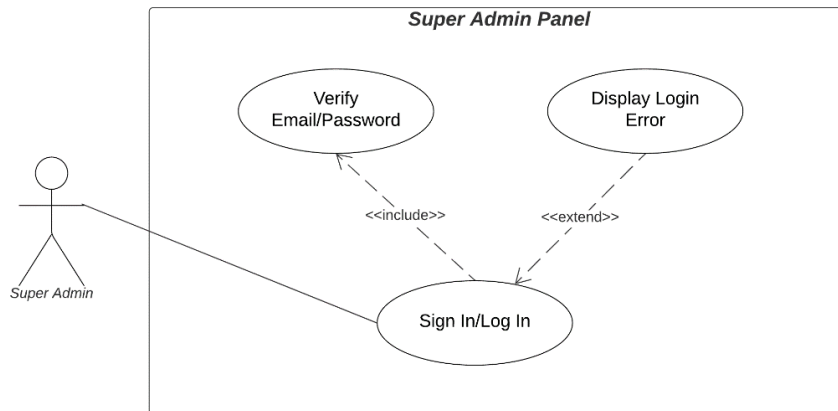 Super Admin Panel
Verify
Email/Password
Display Login
Error
<<include>>
<<extend>>
Super Admin
Sign In/Log In